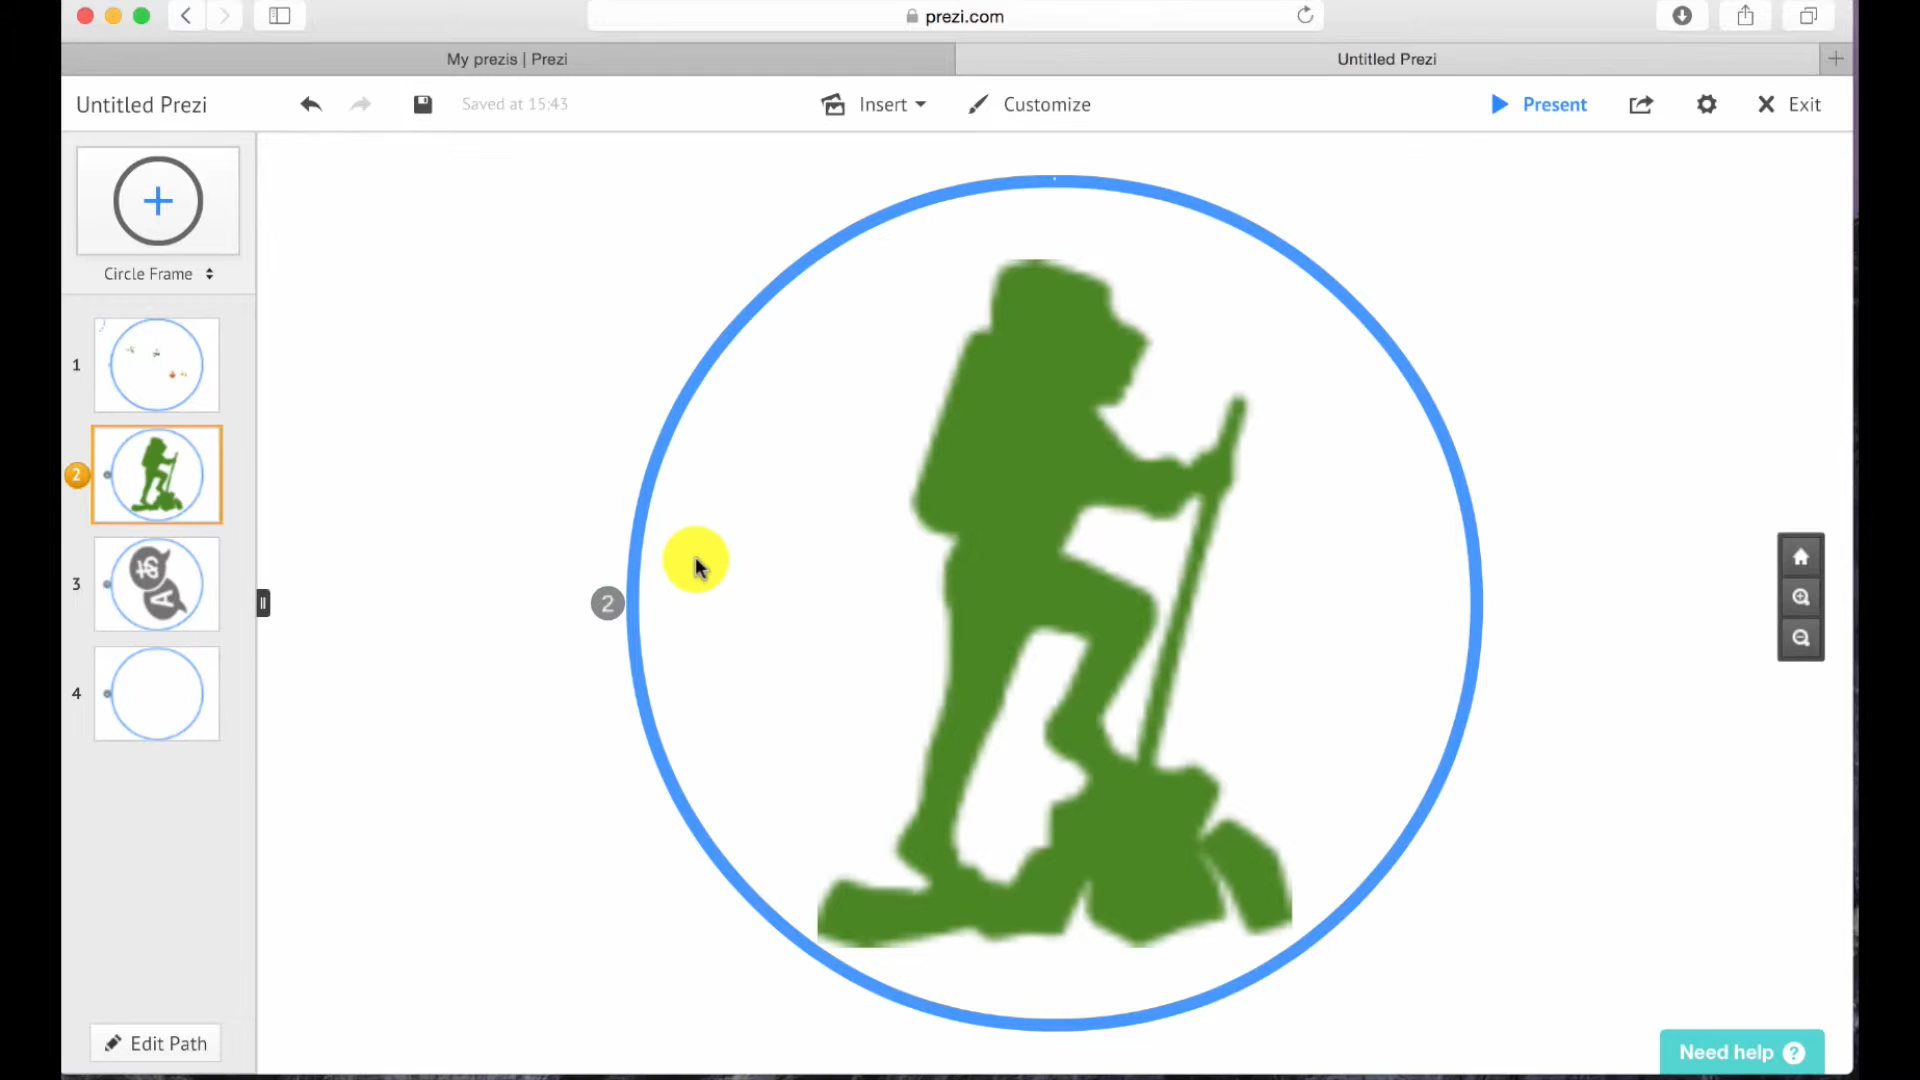 prezi.com
My prezis | Prezi
Untitled Prezi
Untitled Prezi
Saved at 15:43
Insert
Customize
Present
Exit
Circle Frame
1
2
3
あ
A
4
2
Edit Path
Need help ?